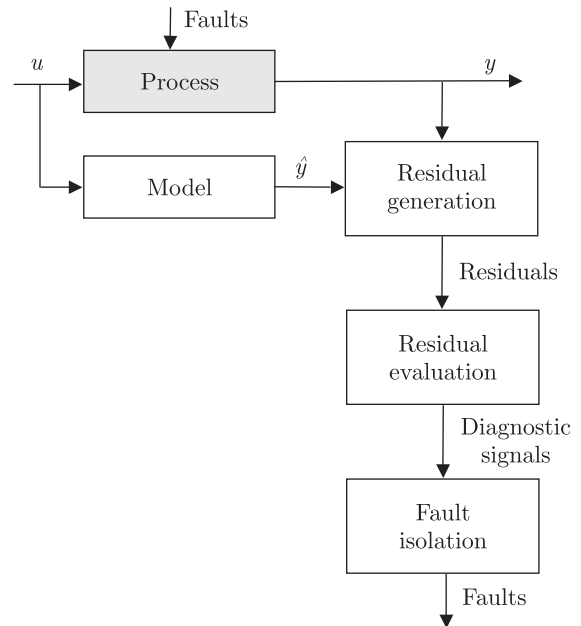 Faults
u
Process
y
Model
ŷ
Residual
generation
Residuals
Residual
evaluation
Diagnostic
signals
Fault
isolation
Faults